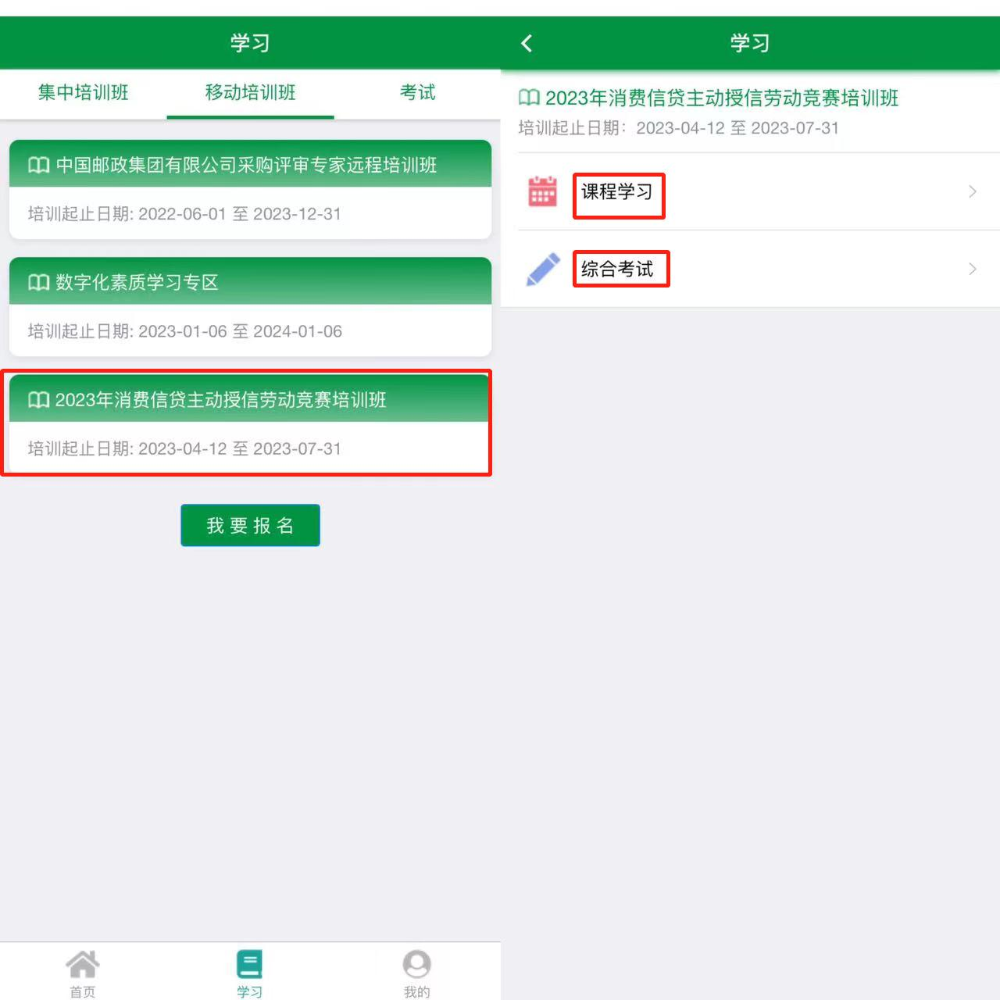 学习
集中培训班
移动培训班
考试
中国邮政集团有限公司采购评审专家远程培训班
培训起止日期: 2022-06-01 至 2023-12-31
数字化素质学习专区
培训起止日期: 2023-01-06 至 2024-01-06
2023年消费信贷主动授信劳动竞赛培训班
培训起止日期: 2023-04-12 至 2023-07-31
我要报名
首页
学习
我的
学习
2023年消费信贷主动授信劳动竞赛培训班
培训起止日期：2023-04-12 至 2023-07-31
课程学习
综合考试